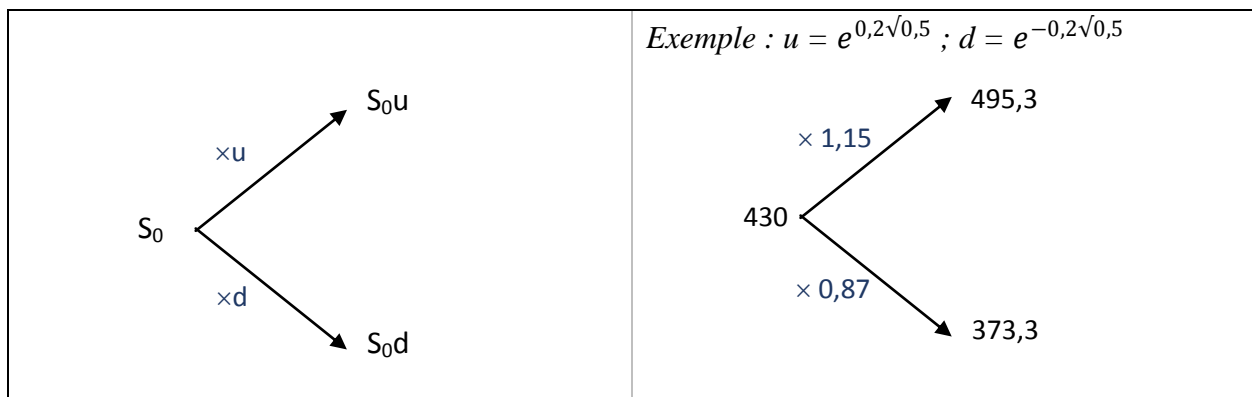 Exemple : u = e^{0,2√0,5} ; d = e^{−0,2√0,5}
S₀u
×u
S₀
×d
S₀d
495,3
× 1,15
430
× 0,87
373,3